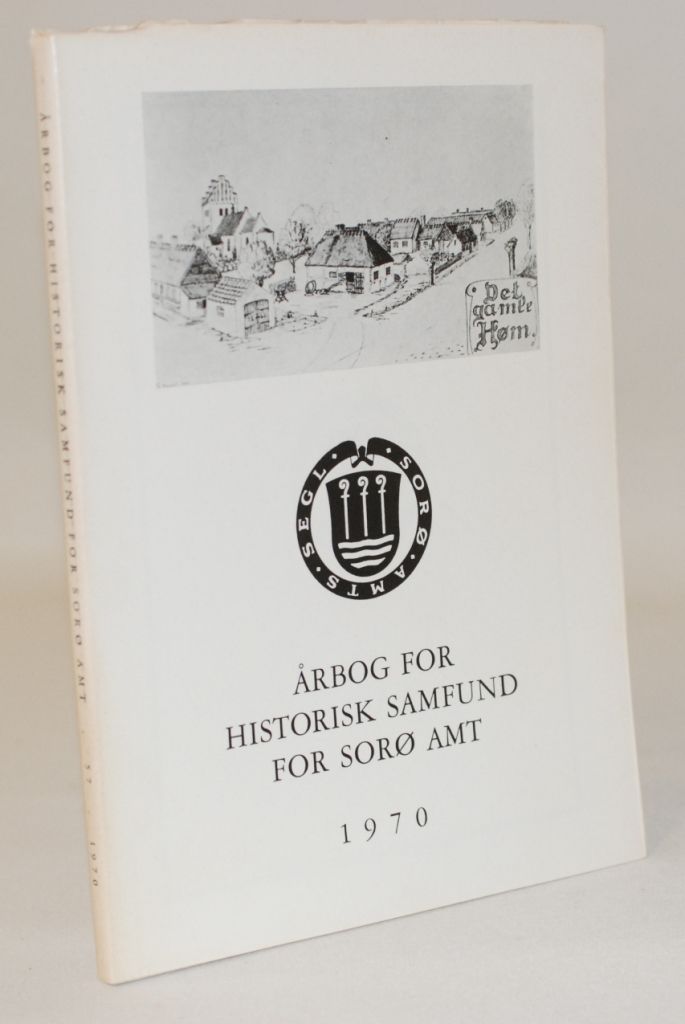 ÅRBOG FOR HISTORISK SAMFUND FOR SORØ AMT · 57 · 1970
Det
gamle
Høm.
· SORØ · AMTS · SEGL ·
ÅRBOG FOR
HISTORISK SAMFUND
FOR SORØ AMT
1970